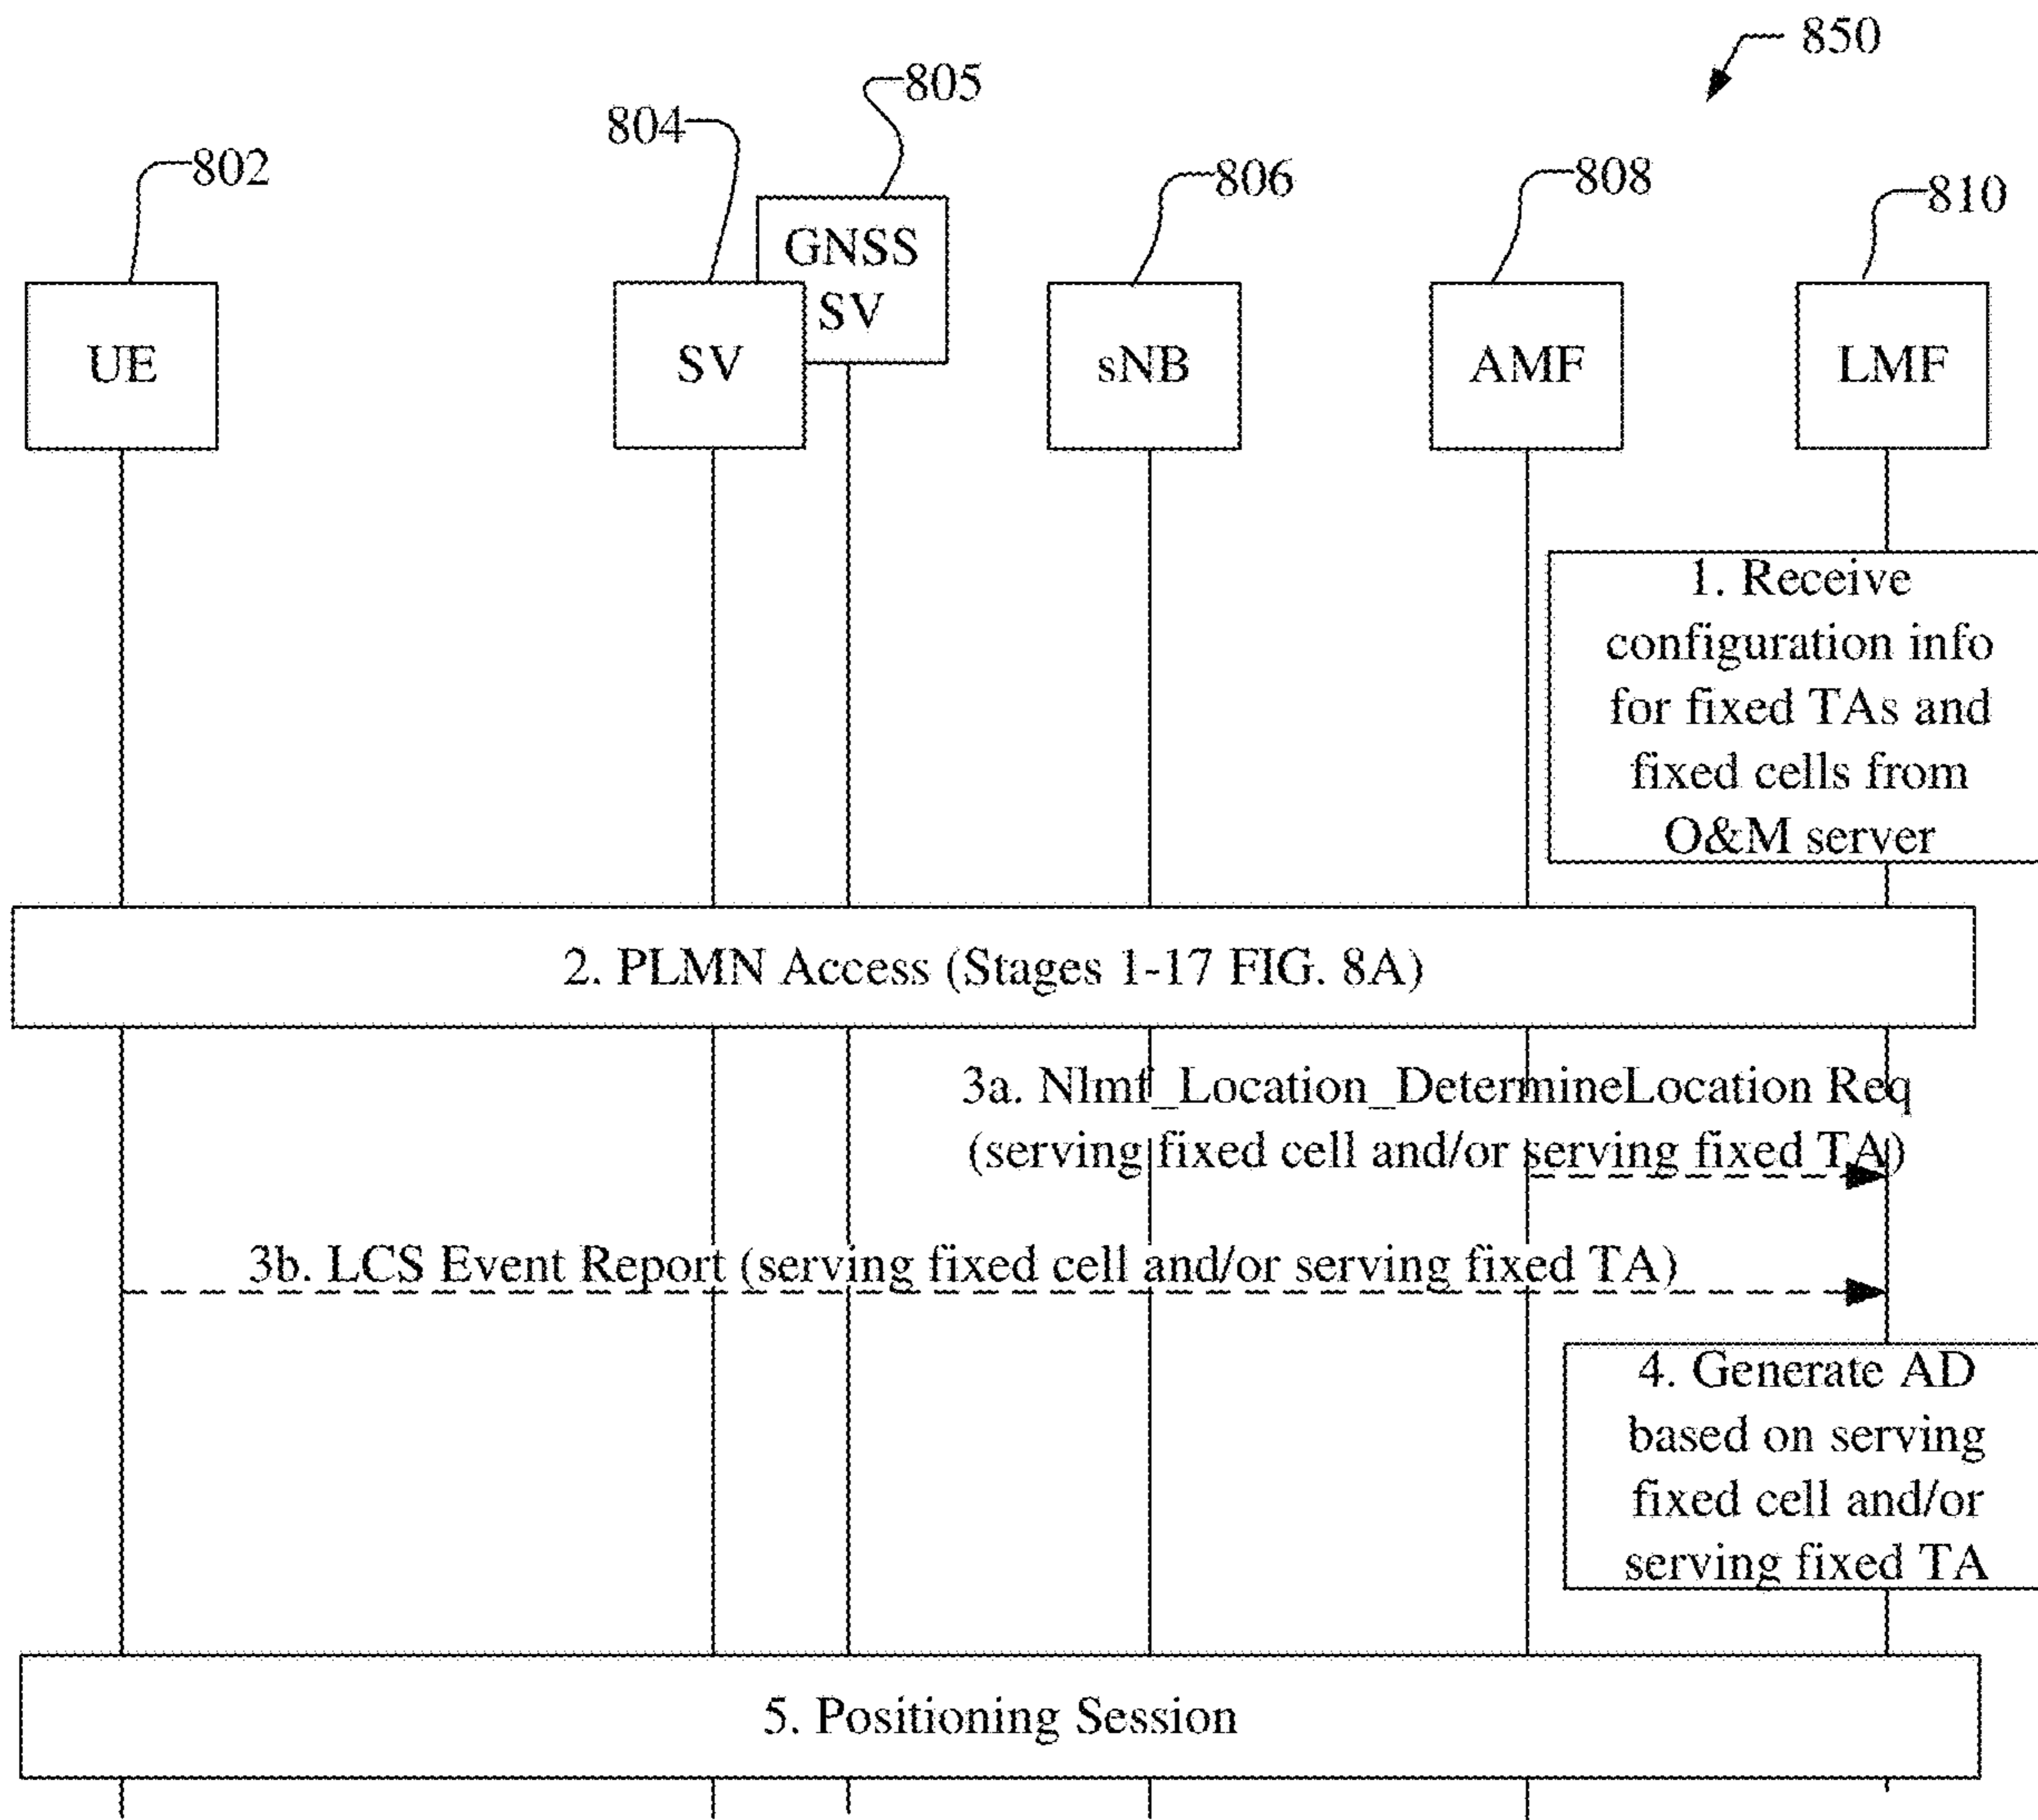 850
805
804
802
806
808
810
GNSS
SV
UE
SV
sNB
AMF
LMF
1. Receive
configuration info
for fixed TAs and
fixed cells from
O&M server
2. PLMN Access (Stages 1-17 FIG. 8A)
3a. Nlmf_Location_DetermineLocation Req
(serving fixed cell and/or serving fixed TA)
3b. LCS Event Report (serving fixed cell and/or serving fixed TA)
4. Generate AD
based on serving
fixed cell and/or
serving fixed TA
5. Positioning Session